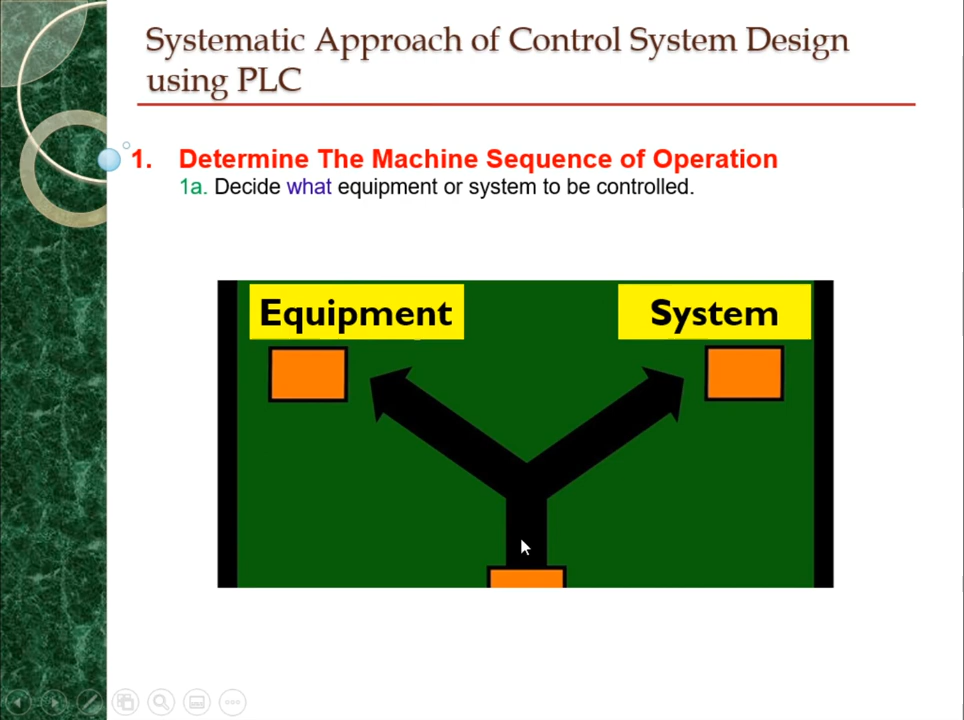 Systematic Approach of Control System Design
using PLC
1. Determine The Machine Sequence of Operation
1a. Decide what equipment or system to be controlled.
Equipment
System